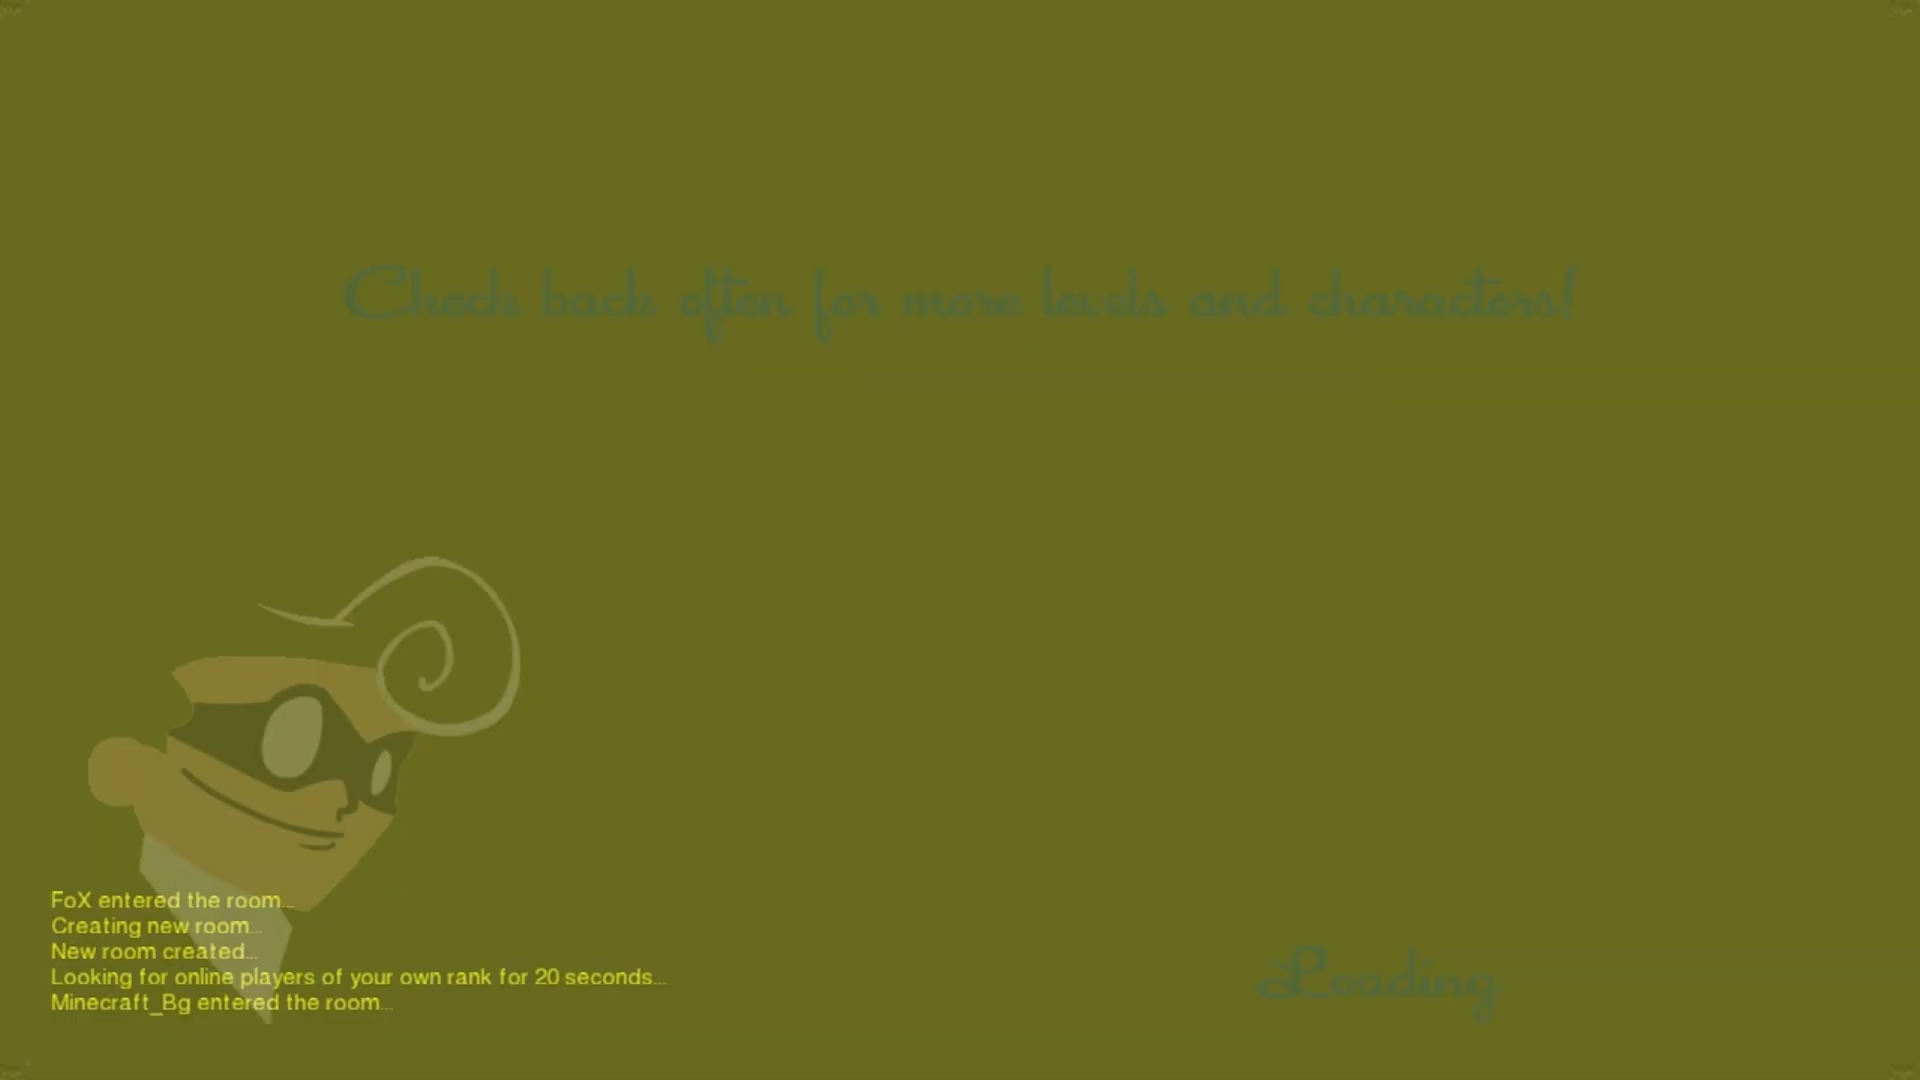 Check back often for more levels and characters!
FoX entered the room...
Creating new room...
New room created...
Looking for online players of your own rank for 20 seconds...
Minecraft_Bg entered the room...
Loading